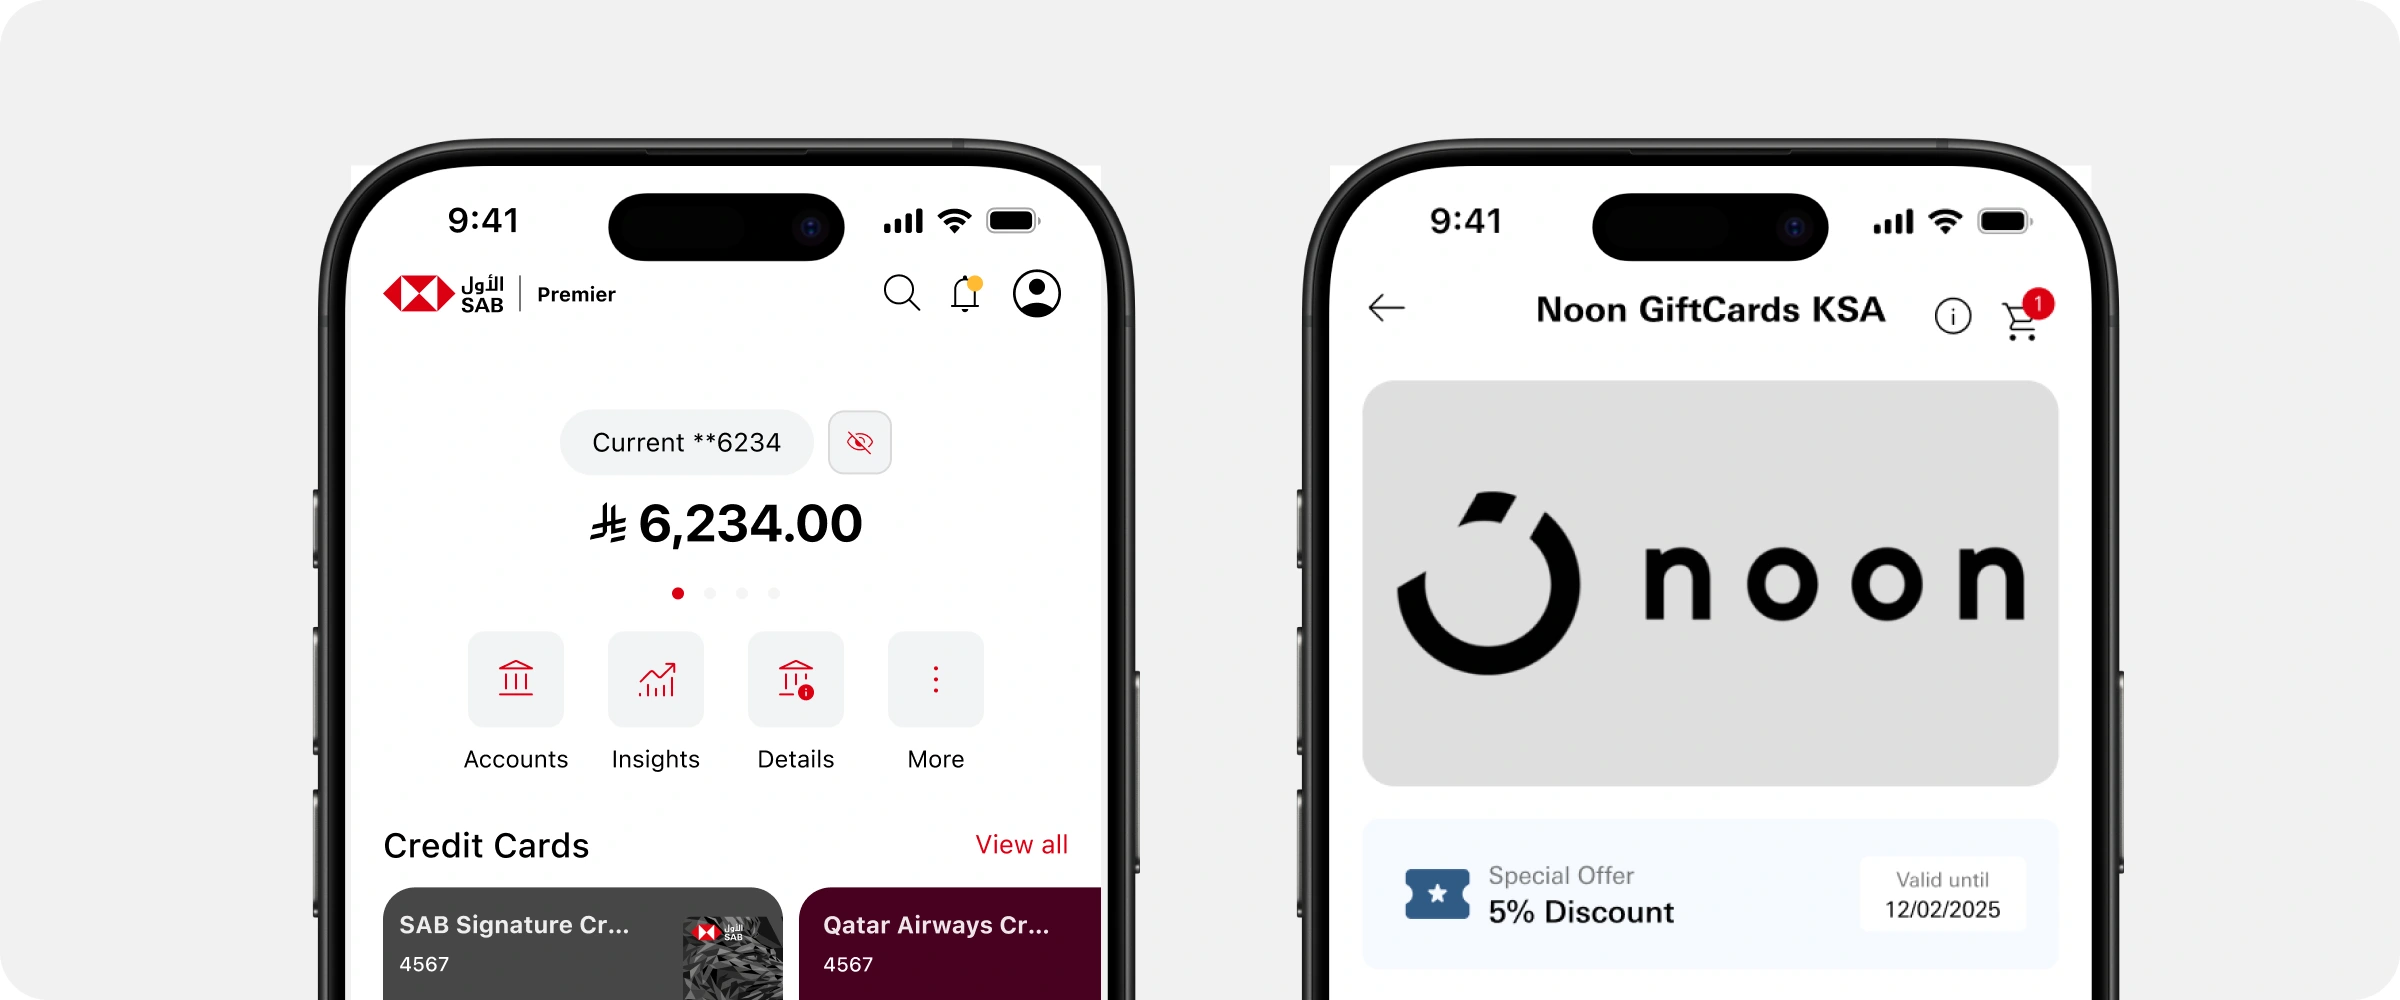 9:41
الأول
SAB
Premier
Current **6234
6,234.00
Accounts
Insights
Details
More
Credit Cards
View all
SAB Signature Cr...
4567
الأول
SAB
Qatar Airways Cr...
4567
9:41
Noon GiftCards KSA
1
noon
Special Offer
5% Discount
Valid until
12/02/2025